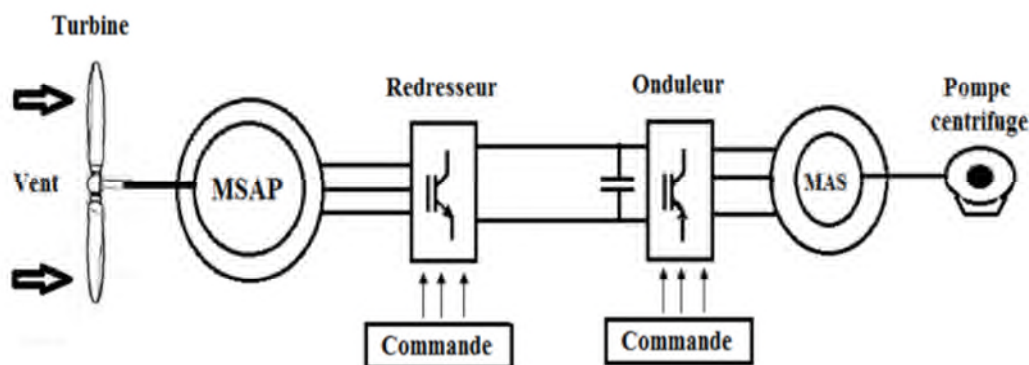 Turbine
Redresseur
Onduleur
Pompe
centrifuge
Vent
MSAP
MAS
Commande
Commande